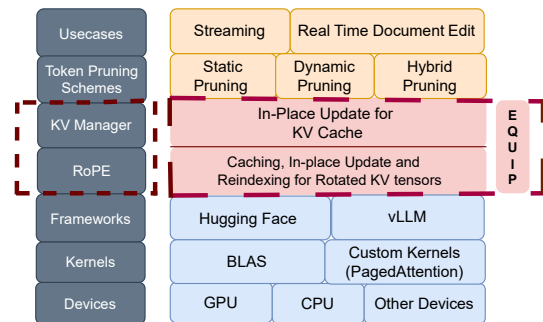 Usecases
Streaming
Real Time Document Edit
Token Pruning
Schemes
Static
Pruning
Dynamic
Pruning
Hybrid
Pruning
KV Manager
In-Place Update for
KV Cache
RoPE
Caching, In-place Update and
Reindexing for Rotated KV tensors
EQUIP
Frameworks
Hugging Face
vLLM
Kernels
BLAS
Custom Kernels
(PagedAttention)
Devices
GPU
CPU
Other Devices